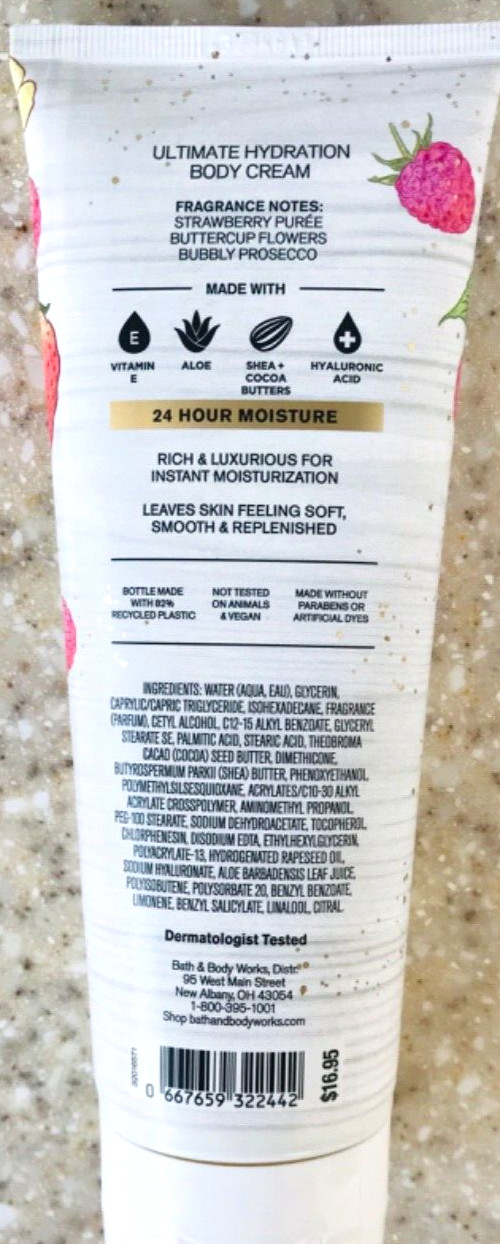 ULTIMATE HYDRATION
BODY CREAM
FRAGRANCE NOTES:
STRAWBERRY PURÉE
BUTTERCUP FLOWERS
BUBBLY PROSECCO
MADE WITH
E
VITAMIN
E
ALOE
SHEA +
COCOA
BUTTERS
HYALURONIC
ACID
24 HOUR MOISTURE
RICH & LUXURIOUS FOR
INSTANT MOISTURIZATION
LEAVES SKIN FEELING SOFT,
SMOOTH & REPLENISHED
BOTTLE MADE
WITH 82%
RECYCLED PLASTIC
NOT TESTED
ON ANIMALS
& VEGAN
MADE WITHOUT
PARABENS OR
ARTIFICIAL DYES
INGREDIENTS: WATER (AQUA, EAU), GLYCERIN,
CAPRYLIC/CAPRIC TRIGLYCERIDE, ISOHEXADECANE, FRAGRANCE
(PARFUM), CETYL ALCOHOL, C12-15 ALKYL BENZOATE, GLYCERYL
STEARATE SE, PALMITIC ACID, STEARIC ACID, THEOBROMA
CACAO (COCOA) SEED BUTTER, DIMETHICONE,
BUTYROSPERMUM PARKII (SHEA) BUTTER, PHENOXYETHANOL,
POLYMETHYLSILSESQUIOXANE, ACRYLATES/C10-30 ALKYL
ACRYLATE CROSSPOLYMER, AMINOMETHYL PROPANOL,
PEG-100 STEARATE, SODIUM DEHYDROACETATE, TOCOPHEROL,
CHLORPHENESIN, DISODIUM EDTA, ETHYLHEXYLGLYCERIN,
POLYACRYLATE-13, HYDROGENATED RAPESEED OIL,
SODIUM HYALURONATE, ALOE BARBADENSIS LEAF JUICE,
POLYISOBUTENE, POLYSORBATE 20, BENZYL BENZOATE,
LIMONENE, BENZYL SALICYLATE, LINALOOL, CITRAL.
Dermatologist Tested
Bath & Body Works, Distr.
95 West Main Street
New Albany, OH 43054
1-800-395-1001
Shop bathandbodyworks.com
0 667659 322442
$16.95